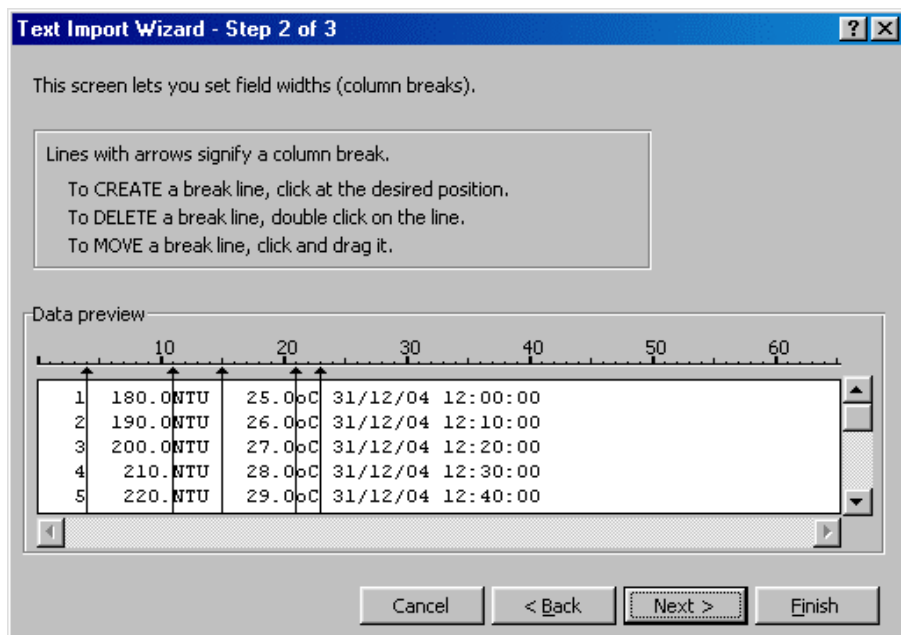 Text Import Wizard - Step 2 of 3
This screen lets you set field widths (column breaks).
Lines with arrows signify a column break.
To CREATE a break line, click at the desired position.
To DELETE a break line, double click on the line.
To MOVE a break line, click and drag it.
Data preview
10 20 30 40 50 60
1 180.0NTU 25.0oC 31/12/04 12:00:00
2 190.0NTU 26.0oC 31/12/04 12:10:00
3 200.0NTU 27.0oC 31/12/04 12:20:00
4 210.NTU 28.0oC 31/12/04 12:30:00
5 220.NTU 29.0oC 31/12/04 12:40:00
Cancel < Back Next > Finish